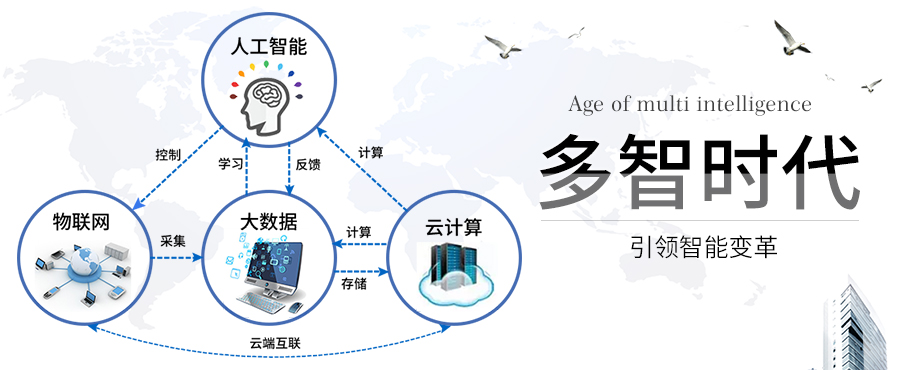 人工智能
控制
学习
反馈
计算
物联网
采集
大数据
计算
存储
云计算
云端互联
Age of multi intelligence
多智时代
引领智能变革